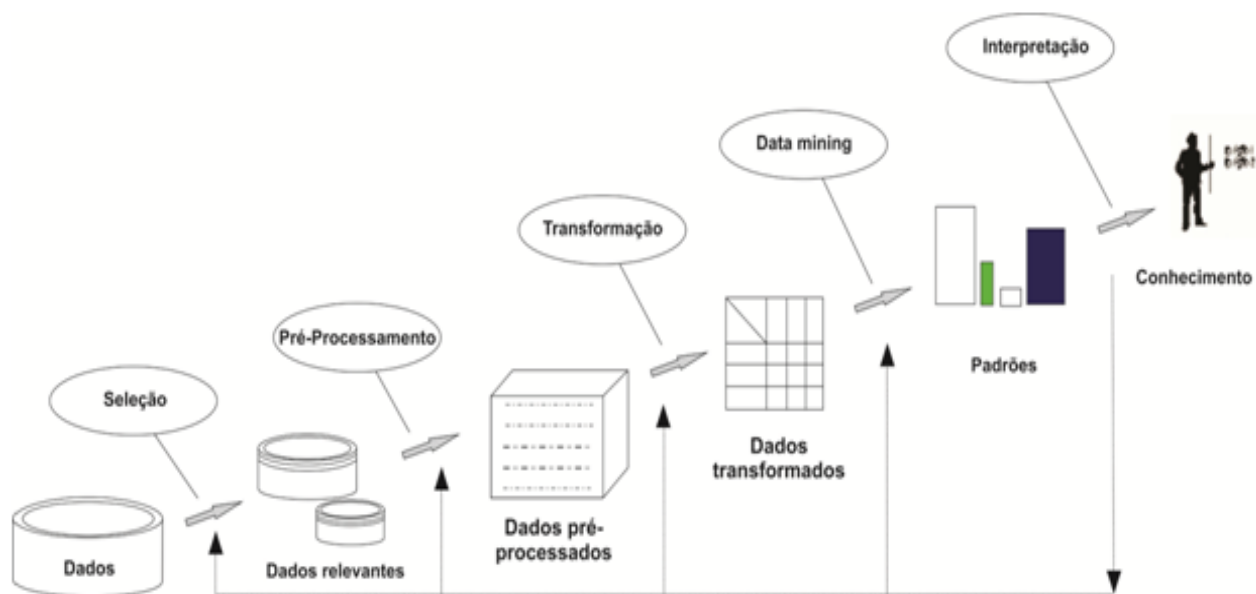 Interpretação
Data mining
Transformação
Pré-Processamento
Seleção
Conhecimento
Padrões
Dados
transformados
Dados pré-
processados
Dados relevantes
Dados